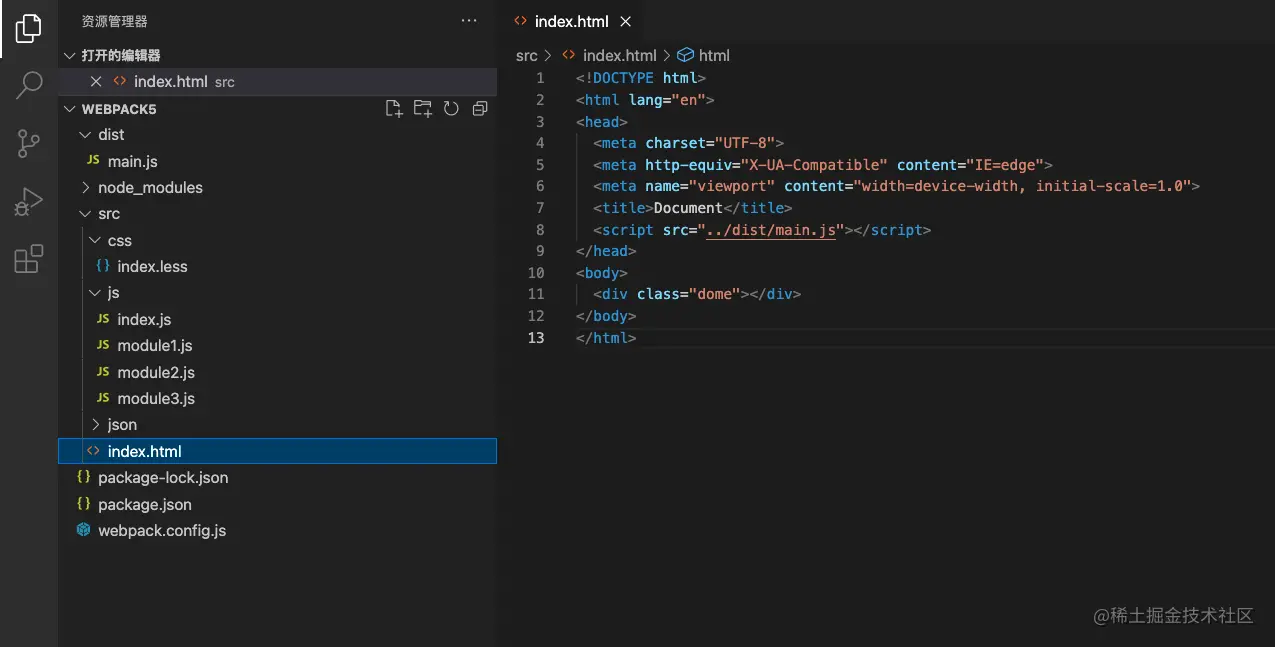 资源管理器
···
打开的编辑器
index.html src
WEBPACK5
dist
JS main.js
node_modules
src
css
{} index.less
js
JS index.js
JS module1.js
JS module2.js
JS module3.js
json
<> index.html
{} package-lock.json
{} package.json
webpack.config.js
<> index.html
src > <> index.html > html
1 <!DOCTYPE html>
2 <html lang="en">
3 <head>
4 <meta charset="UTF-8">
5 <meta http-equiv="X-UA-Compatible" content="IE=edge">
6 <meta name="viewport" content="width=device-width, initial-scale=1.0">
7 <title>Document</title>
8 <script src="../dist/main.js"></script>
9 </head>
10 <body>
11 <div class="dome"></div>
12 </body>
13 </html>
@稀土掘金技术社区